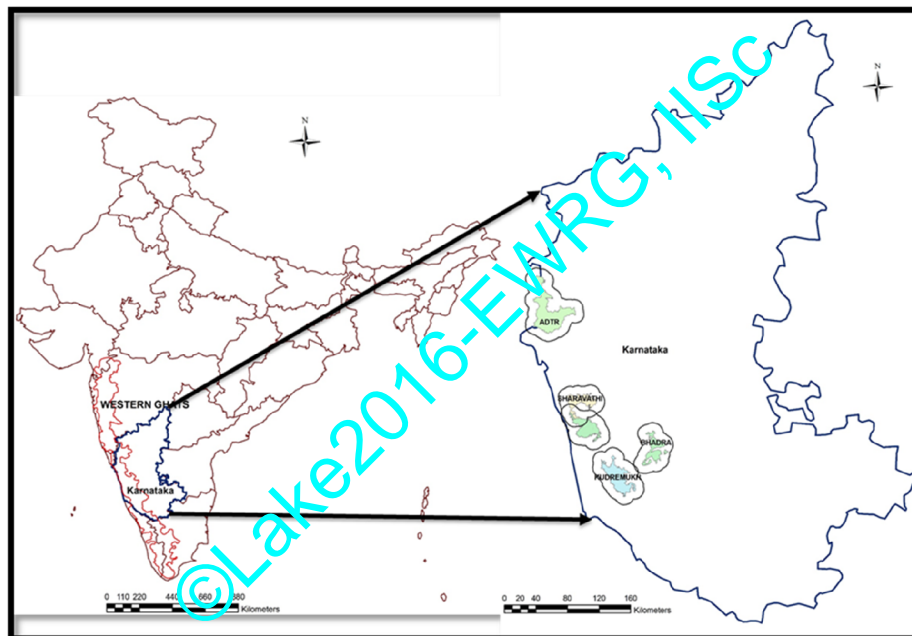 N
N
WESTERN GHATS
Karnataka
ADTR
Karnataka
SHARAVATHI
BHADRA
KUDREMUKH
0 110 220 440 660 880
Kilometers
0 20 40 80 120 160
Kilometers
©Lake2016-EWRG, IISc